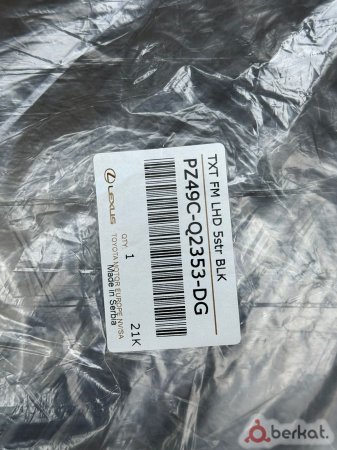 TXT FM LHD 5str BLK
PZ49C-Q2353-DG
QTY. 1
21K
LEXUS
TOYOTA MOTOR EUROPE NV/SA
Made in Serbia
berkat.